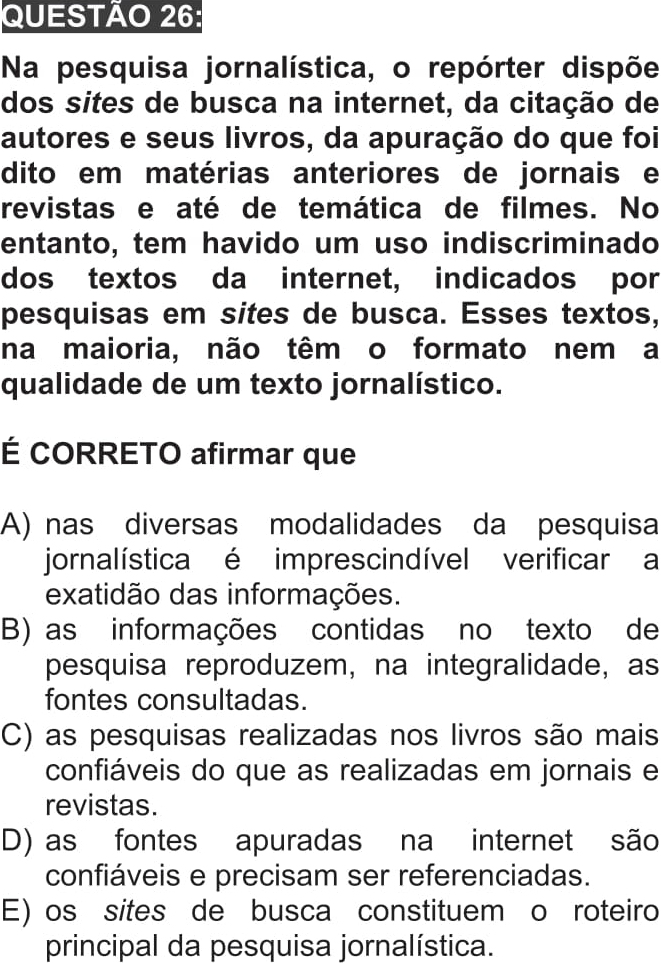 QUESTÃO 26:
Na pesquisa jornalística, o repórter dispõe
dos sites de busca na internet, da citação de
autores e seus livros, da apuração do que foi
dito em matérias anteriores de jornais e
revistas e até de temática de filmes. No
entanto, tem havido um uso indiscriminado
dos textos da internet, indicados por
pesquisas em sites de busca. Esses textos,
na maioria, não têm o formato nem a
qualidade de um texto jornalístico.
É CORRETO afirmar que
A) nas diversas modalidades da pesquisa
jornalística é imprescindível verificar a
exatidão das informações.
B) as informações contidas no texto de
pesquisa reproduzem, na integralidade, as
fontes consultadas.
C) as pesquisas realizadas nos livros são mais
confiáveis do que as realizadas em jornais e
revistas.
D) as fontes apuradas na internet são
confiáveis e precisam ser referenciadas.
E) os sites de busca constituem o roteiro
principal da pesquisa jornalística.